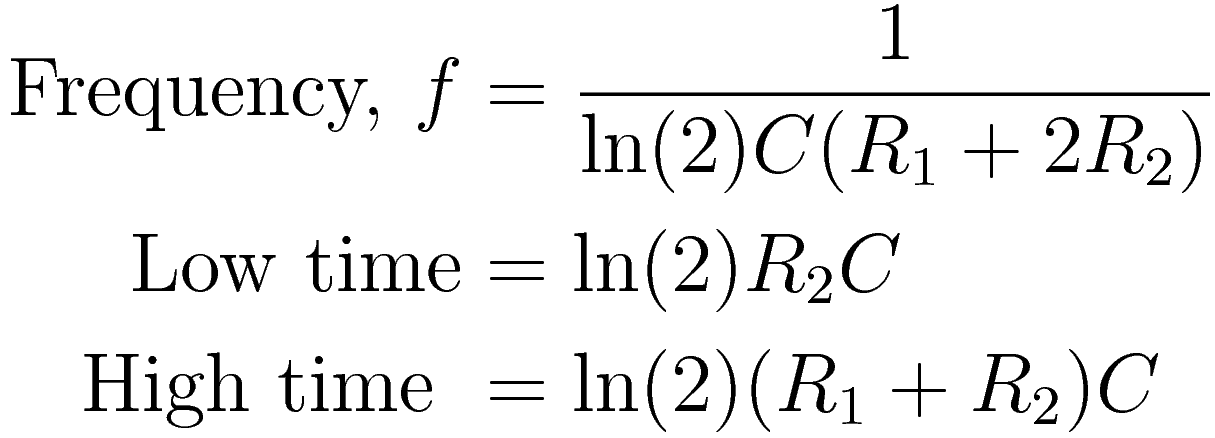 Frequency, f = 1 / ln(2)C(R₁ + 2R₂)
Low time = ln(2)R₂C
High time = ln(2)(R₁ + R₂)C